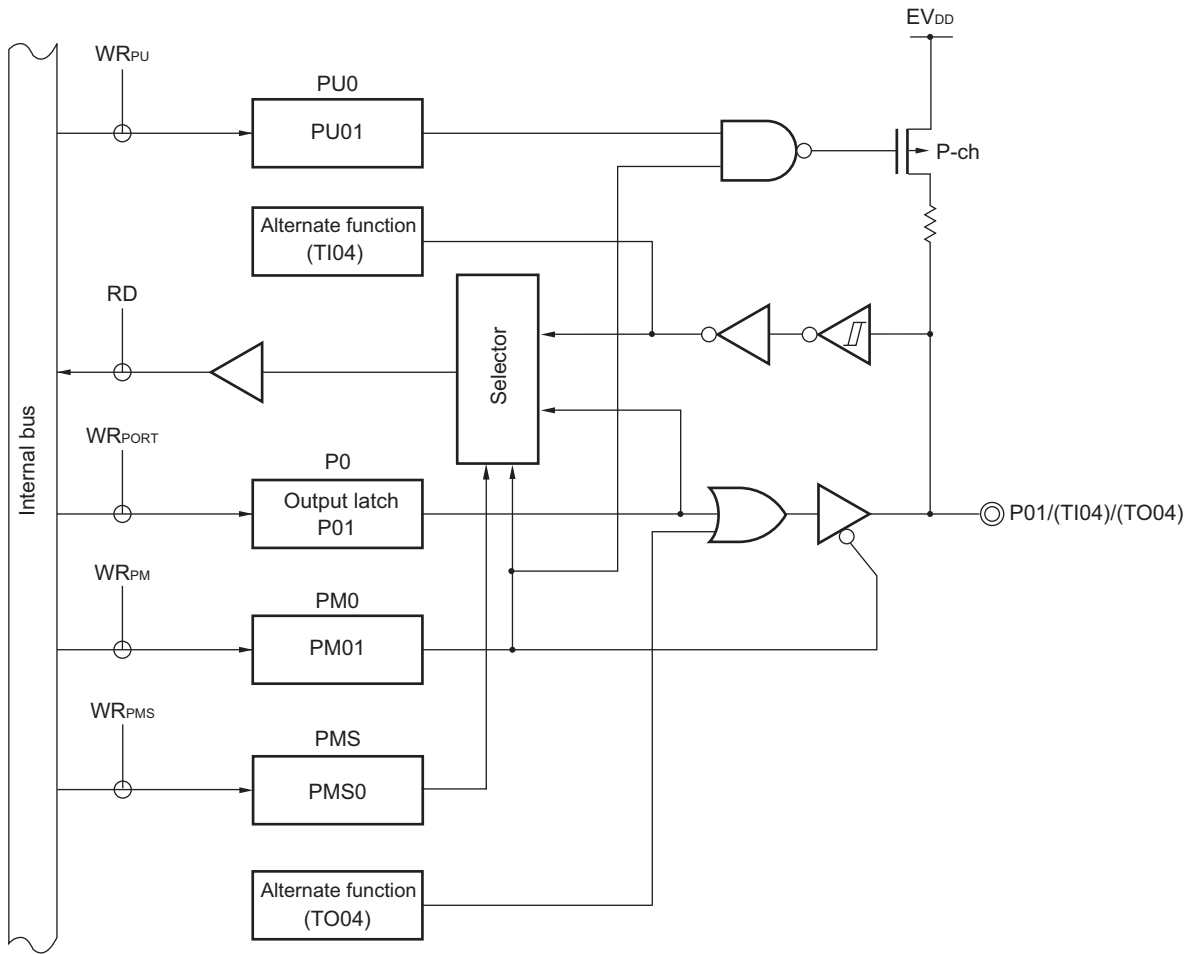 EVDD
WRPU
PU0
PU01
P-ch
Alternate function
(TI04)
RD
Selector
Internal bus
WRPORT
P0
Output latch
P01
P01/(TI04)/(TO04)
WRPM
PM0
PM01
WRPMS
PMS
PMS0
Alternate function
(TO04)